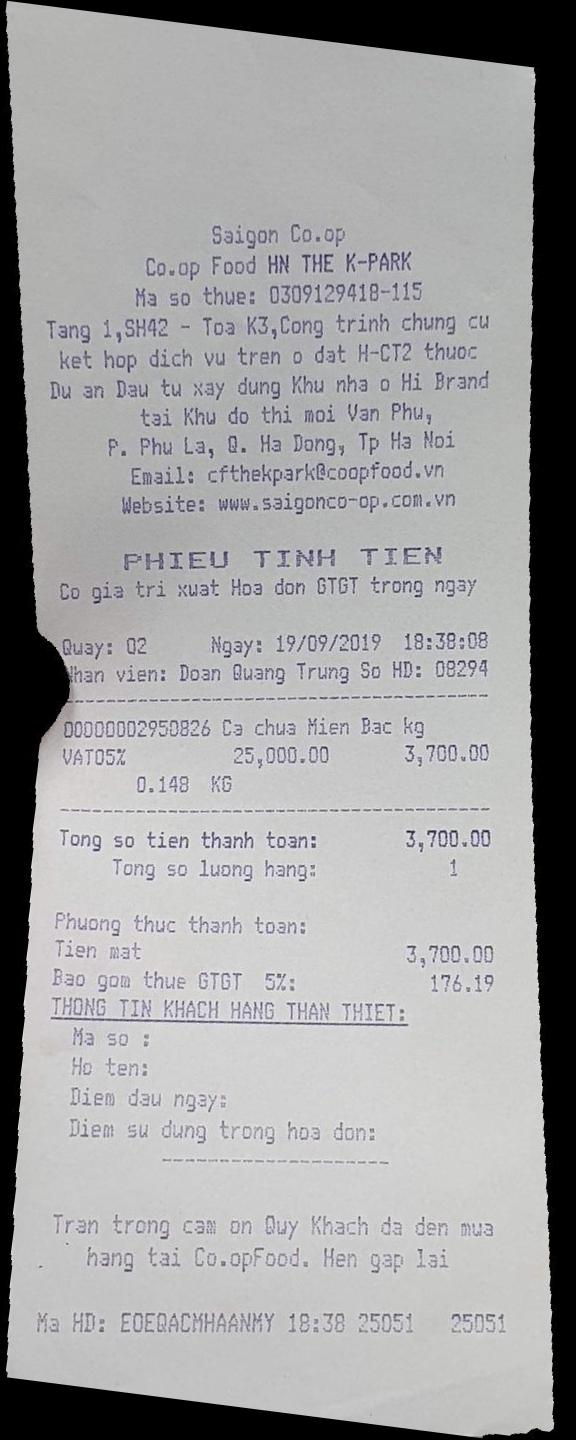 Saigon Co.op
Co.op Food HN THE K-PARK
Ma so thue: 0309129418-115
Tang 1,SH42 - Toa K3,Cong trinh chung cu
ket hop dich vu tren o dat H-CT2 thuoc
Du an Dau tu xay dung Khu nha o Hi Brand
tai Khu do thi moi Van Phu,
P. Phu La, Q. Ha Dong, Tp Ha Noi
Email: cfthekpark@coopfood.vn
Website: www.saigonco-op.com.vn
PHIEU TINH TIEN
Co gia tri xuat Hoa don GTGT trong ngay
Quay: 02 Ngay: 19/09/2019 18:38:08
Nhan vien: Doan Quang Trung So HD: 08294
00000002950826 Ca chua Mien Bac kg
VAT05% 25,000.00 3,700.00
0.148 KG
Tong so tien thanh toan: 3,700.00
Tong so luong hang: 1
Phuong thuc thanh toan:
Tien mat 3,700.00
Bao gom thue GTGT 5%: 176.19
THONG TIN KHACH HANG THAN THIET:
Ma so :
Ho ten:
Diem dau ngay:
Diem su dung trong hoa don:
Tran trong cam on Quy Khach da den mua
hang tai Co.opFood. Hen gap lai
Ma HD: EOEQACMHAANMY 18:38 25051 25051